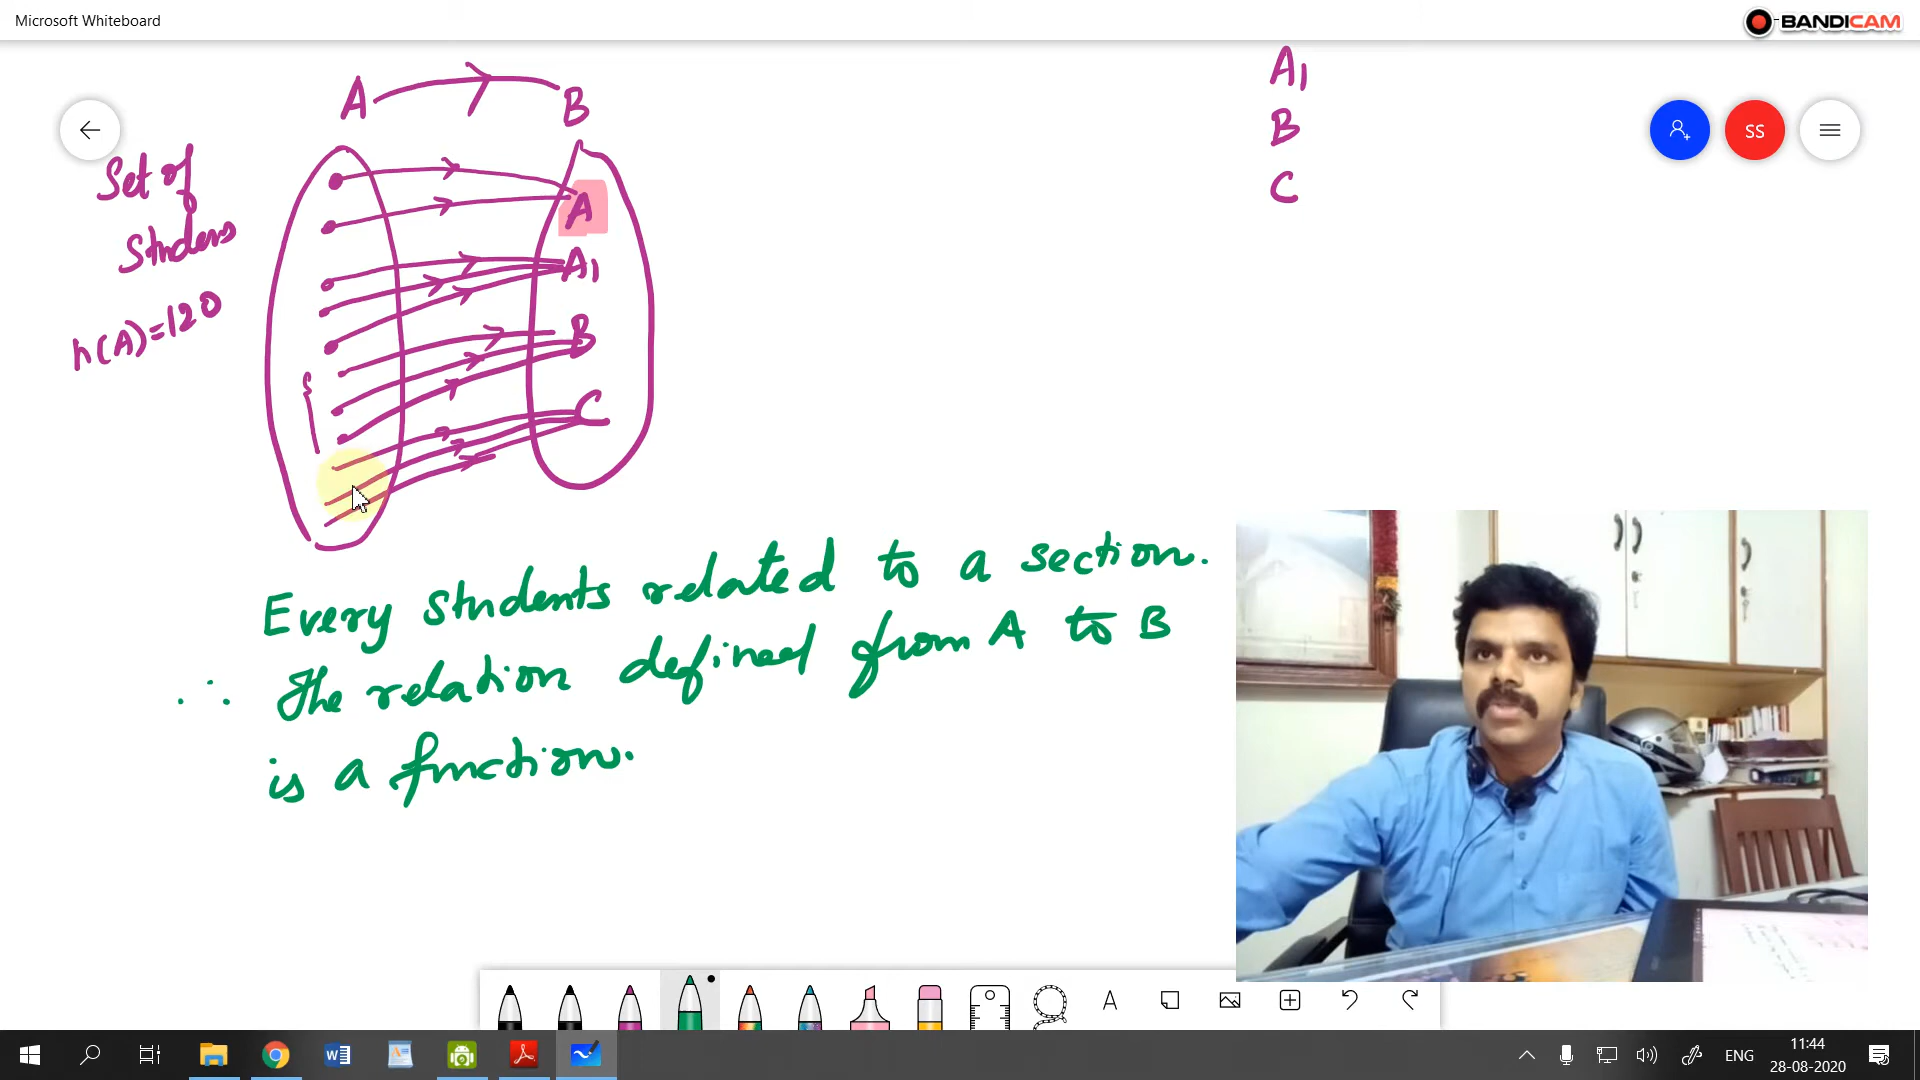 Microsoft Whiteboard
BANDICAM
A B
Set of
Studens
n(A)=120
A
A1
B
C
A1
B
C
SS
Every students related to a section.
∴ The relation defined from A to B
is a function.
A
ENG
11:44
28-08-2020